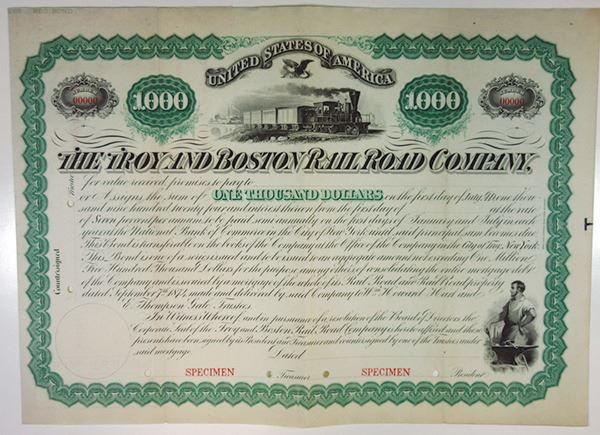 UNITED STATES OF AMERICA
00000 1.000 1.000 00000
THE TROY AND BOSTON RAIL ROAD COMPANY,
for value received, promises to pay to
or Assigns the Sum of ONE THOUSAND DOLLARS on the first day of July, One thou
sand nine hundred twenty four, and interest thereon from the first day of at the rate
of Seven per cent per annum to be paid semi-annually on the first days of January and July in each
year at the National Bank of Commerce in the City of New York until said principal sum becomes due
This Bond is transferable on the books of the Company at the Office of the Company in the City of Troy, New York.
This Bond is one of a series issued and to be issued to an aggregate amount not exceeding One Million
Five Hundred Thousand Dollars for the purpose among others of consolidating the other mortgage debt
of the Company and is secured by a mortgage of the whole of its Rail Road and Rail Road property
dated September 1st 1874, made and delivered by said Company to Howard Hart and
E. Thompson Gale, Trustees
In Witness Whereof and in pursuance of a resolution of the Board of Directors the
Corporate Seal of the Troy and Boston Rail Road Company is hereto affixed and these
presents have been signed by its President and Treasurer and countersigned by one of the Trustees under
said mortgage. Dated
Countersigned
Trustee
SPECIMEN Treasurer SPECIMEN President